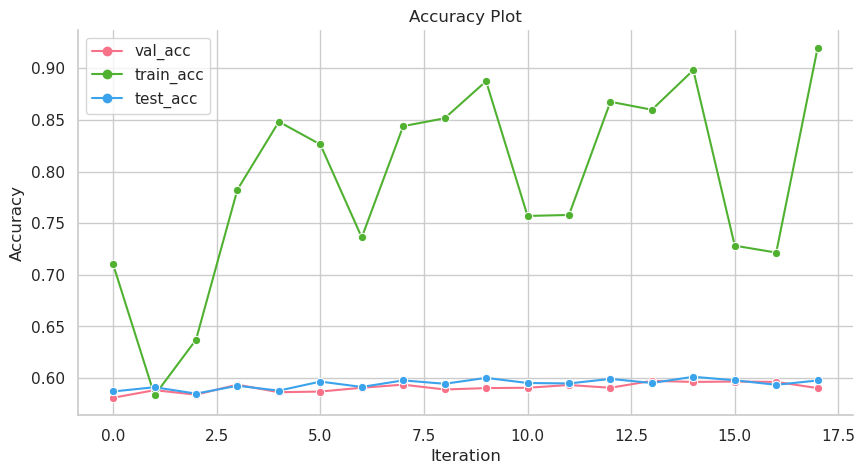 Accuracy Plot
val_acc
train_acc
test_acc
0.90
0.85
0.80
0.75
0.70
0.65
0.60
Accuracy
0.0 2.5 5.0 7.5 10.0 12.5 15.0 17.5
Iteration